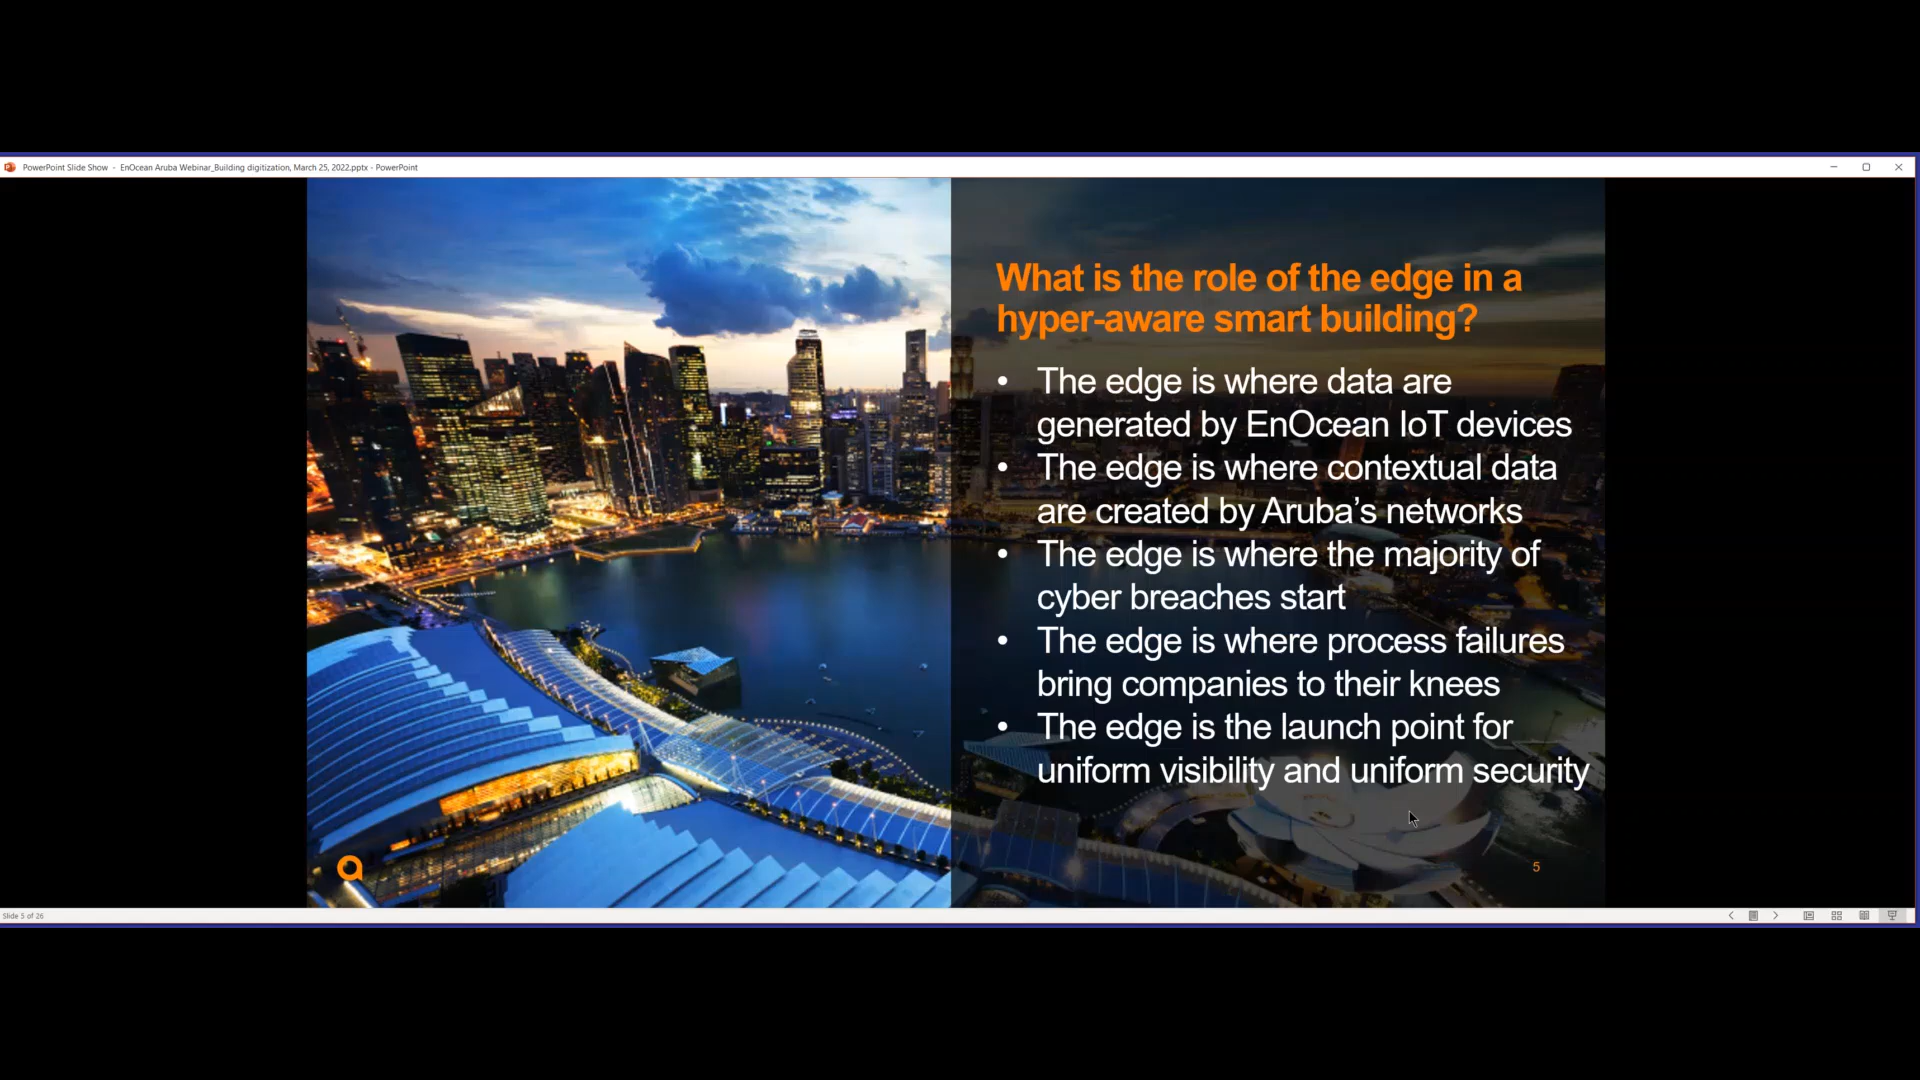 PowerPoint Slide Show - EnOcean Aruba Webinar_Building digitization, March 25, 2022.pptx - PowerPoint
What is the role of the edge in a
hyper-aware smart building?
• The edge is where data are
generated by EnOcean IoT devices
• The edge is where contextual data
are created by Aruba’s networks
• The edge is where the majority of
cyber breaches start
• The edge is where process failures
bring companies to their knees
• The edge is the launch point for
uniform visibility and uniform security
5
Slide 5 of 26